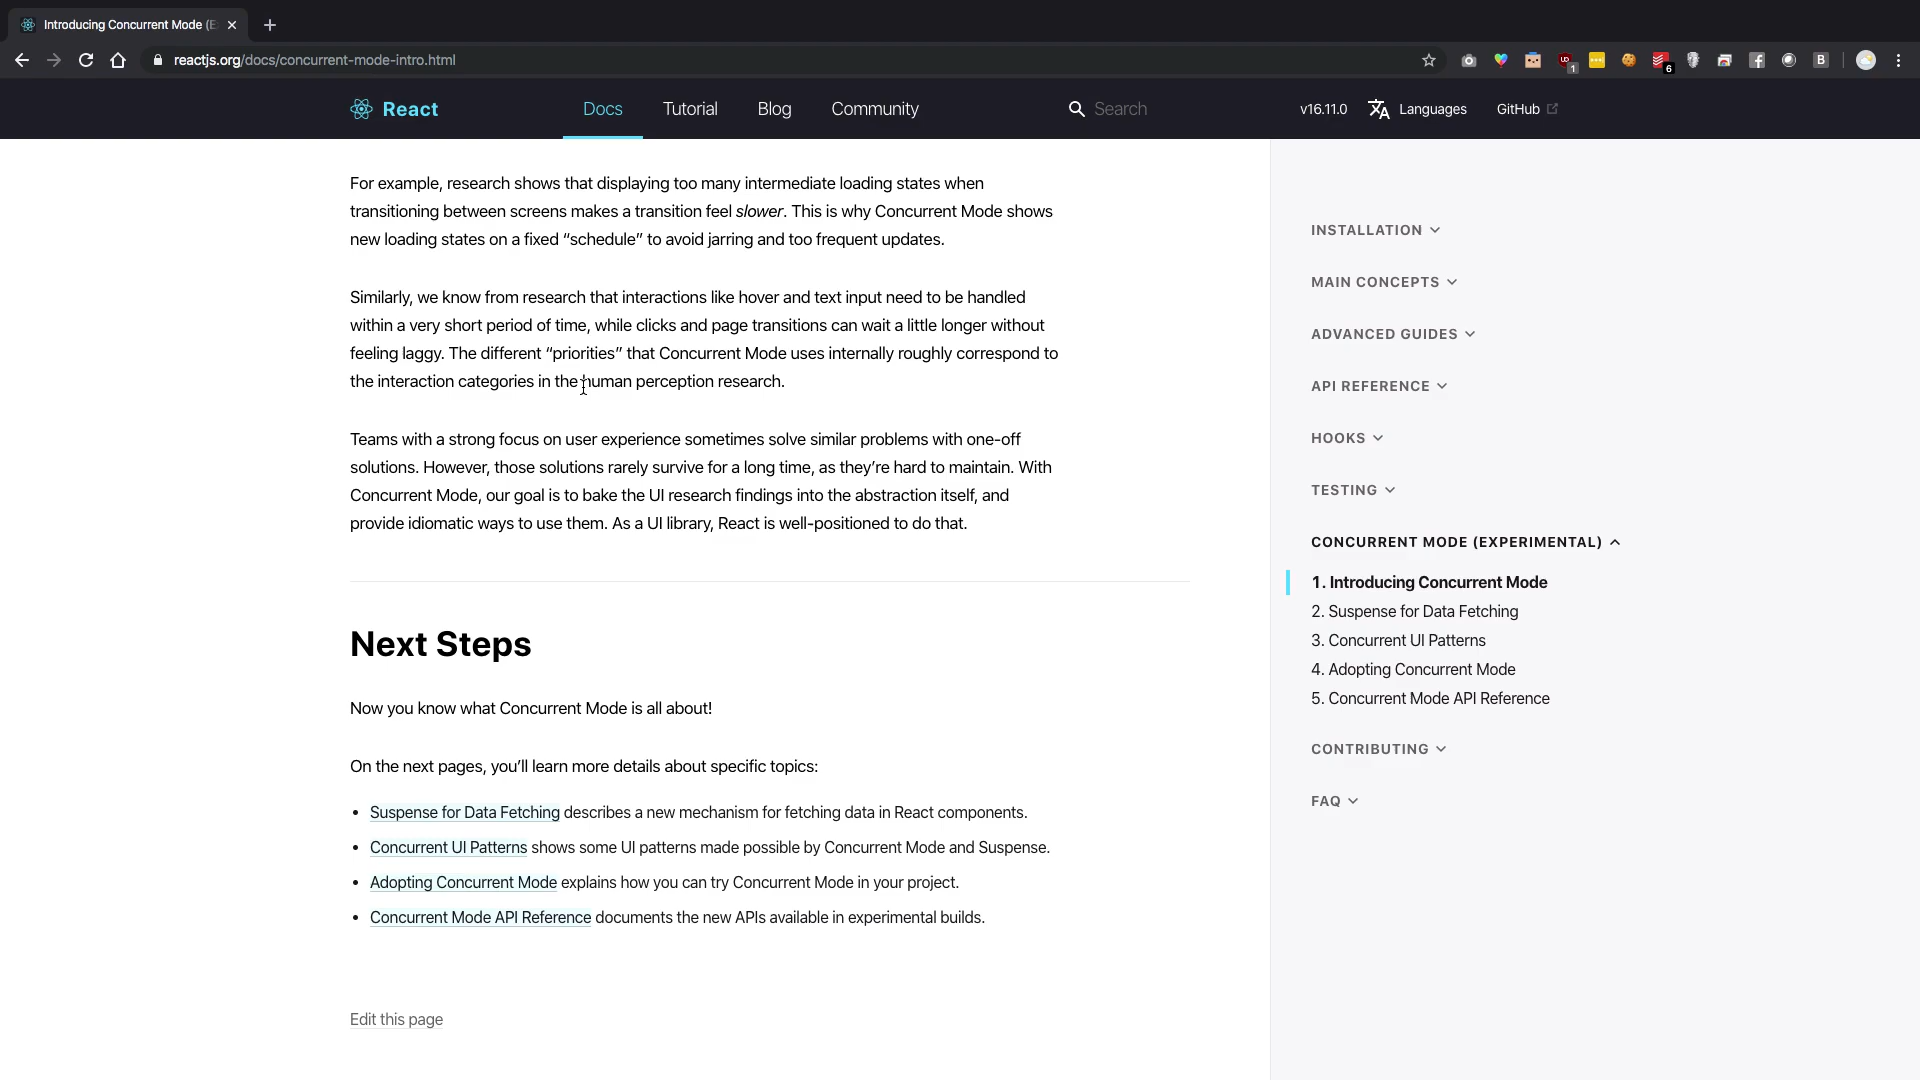 Introducing Concurrent Mode (E
reactjs.org/docs/concurrent-mode-intro.html
1
6
B
React
Docs
Tutorial
Blog
Community
Search
v16.11.0
Languages
GitHub
For example, research shows that displaying too many intermediate loading states when
transitioning between screens makes a transition feel slower. This is why Concurrent Mode shows
new loading states on a fixed “schedule” to avoid jarring and too frequent updates.
Similarly, we know from research that interactions like hover and text input need to be handled
within a very short period of time, while clicks and page transitions can wait a little longer without
feeling laggy. The different “priorities” that Concurrent Mode uses internally roughly correspond to
the interaction categories in the human perception research.
Teams with a strong focus on user experience sometimes solve similar problems with one-off
solutions. However, those solutions rarely survive for a long time, as they’re hard to maintain. With
Concurrent Mode, our goal is to bake the UI research findings into the abstraction itself, and
provide idiomatic ways to use them. As a UI library, React is well-positioned to do that.
Next Steps
Now you know what Concurrent Mode is all about!
On the next pages, you’ll learn more details about specific topics:
• Suspense for Data Fetching describes a new mechanism for fetching data in React components.
• Concurrent UI Patterns shows some UI patterns made possible by Concurrent Mode and Suspense.
• Adopting Concurrent Mode explains how you can try Concurrent Mode in your project.
• Concurrent Mode API Reference documents the new APIs available in experimental builds.
Edit this page
INSTALLATION
MAIN CONCEPTS
ADVANCED GUIDES
API REFERENCE
HOOKS
TESTING
CONCURRENT MODE (EXPERIMENTAL)
1. Introducing Concurrent Mode
2. Suspense for Data Fetching
3. Concurrent UI Patterns
4. Adopting Concurrent Mode
5. Concurrent Mode API Reference
CONTRIBUTING
FAQ